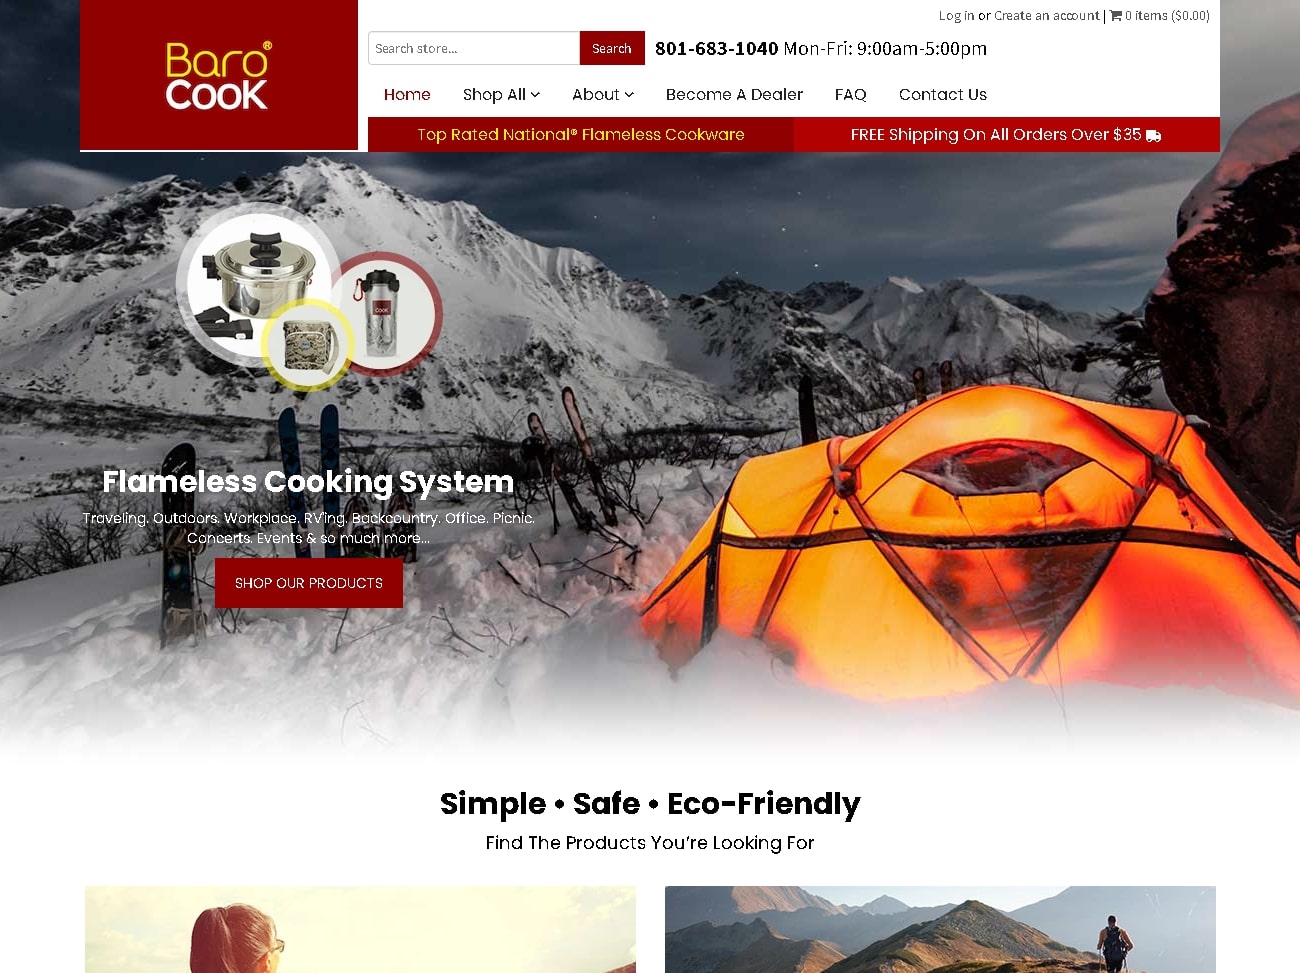 Log in or Create an account | 0 items ($0.00)
Baro®
Cook
Search store...
Search
801-683-1040 Mon-Fri: 9:00am-5:00pm
Home
Shop All
About
Become A Dealer
FAQ
Contact Us
Top Rated National® Flameless Cookware
FREE Shipping On All Orders Over $35
COOK
Flameless Cooking System
Traveling. Outdoors. Workplace. RV'ing. Backcountry. Office. Picnic.
Concerts. Events & so much more...
SHOP OUR PRODUCTS
Simple • Safe • Eco-Friendly
Find The Products You’re Looking For